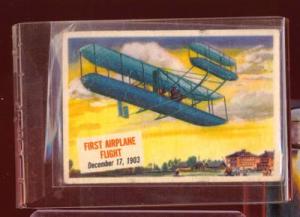 FIRST AIRPLANE
FLIGHT
December 17, 1903